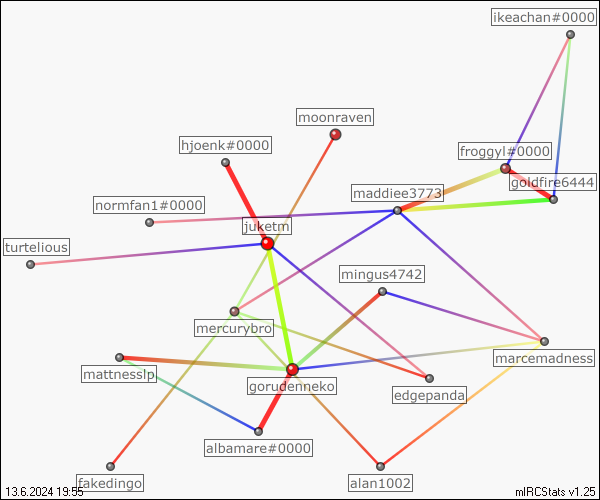 ikeachan#0000
moonraven
hjoenk#0000
froggyl#0000
goldfire6444
maddiee3773
normfan1#0000
juketm
turtelious
mingus4742
mercurybro
marcemadness
mattnesslp
gorudenneko
edgepanda
albamare#0000
fakedingo
alan1002
13.6.2024 19:55
mIRCStats v1.25